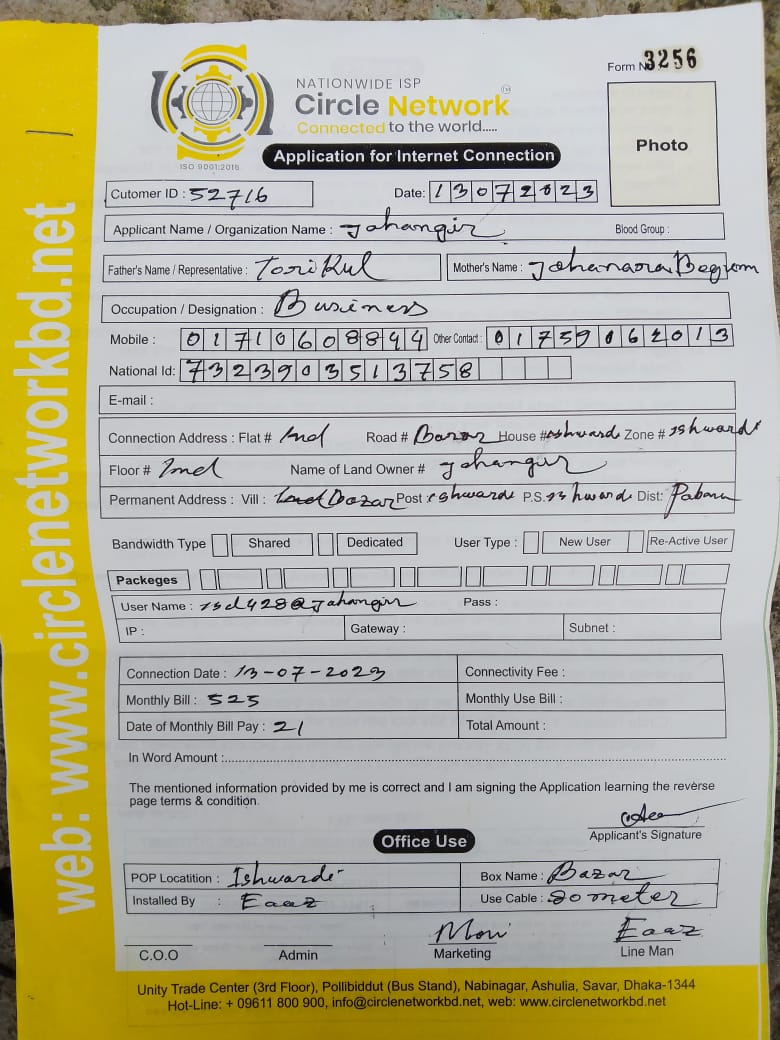 Form № 3256
NATIONWIDE ISP
Circle Network TM
Connected to the world.....
ISO 9001:2015
Application for Internet Connection
Photo
Cutomer ID : 52716 Date: 13072023
Applicant Name / Organization Name : Jahangir Blood Group :
Father's Name / Representative : Torikul Mother's Name : Jahanara Begum
Occupation / Designation : Business
Mobile : 01710608844 Other Contact : 01759062013
National Id: 7323903513758
E-mail :
Connection Address : Flat # 2nd Road # Bazar House # Ishwardi Zone # Ishwardi
Floor # 2nd Name of Land Owner # Jahangir
Permanent Address : Vill : Bazar Post : Ishwardi P.S. Ishwardi Dist: Pabna
Bandwidth Type Shared Dedicated User Type : New User Re-Active User
Packeges
User Name : isd428@jahangir Pass :
IP : Gateway : Subnet :
Connection Date : 13-07-2023 Connectivity Fee :
Monthly Bill : 525 Monthly Use Bill :
Date of Monthly Bill Pay : 21 Total Amount :
In Word Amount :
The mentioned information provided by me is correct and I am signing the Application learning the reverse
page terms & condition.
Applicant's Signature
Office Use
POP Locatition : Ishwardi Box Name : Bazar
Installed By : Eaaz Use Cable : 20 meter
Moni Eaaz
C.O.O Admin Marketing Line Man
Unity Trade Center (3rd Floor), Pollibiddut (Bus Stand), Nabinagar, Ashulia, Savar, Dhaka-1344
Hot-Line: + 09611 800 900, info@circlenetworkbd.net, web: www.circlenetworkbd.net
web: www.circlenetworkbd.net